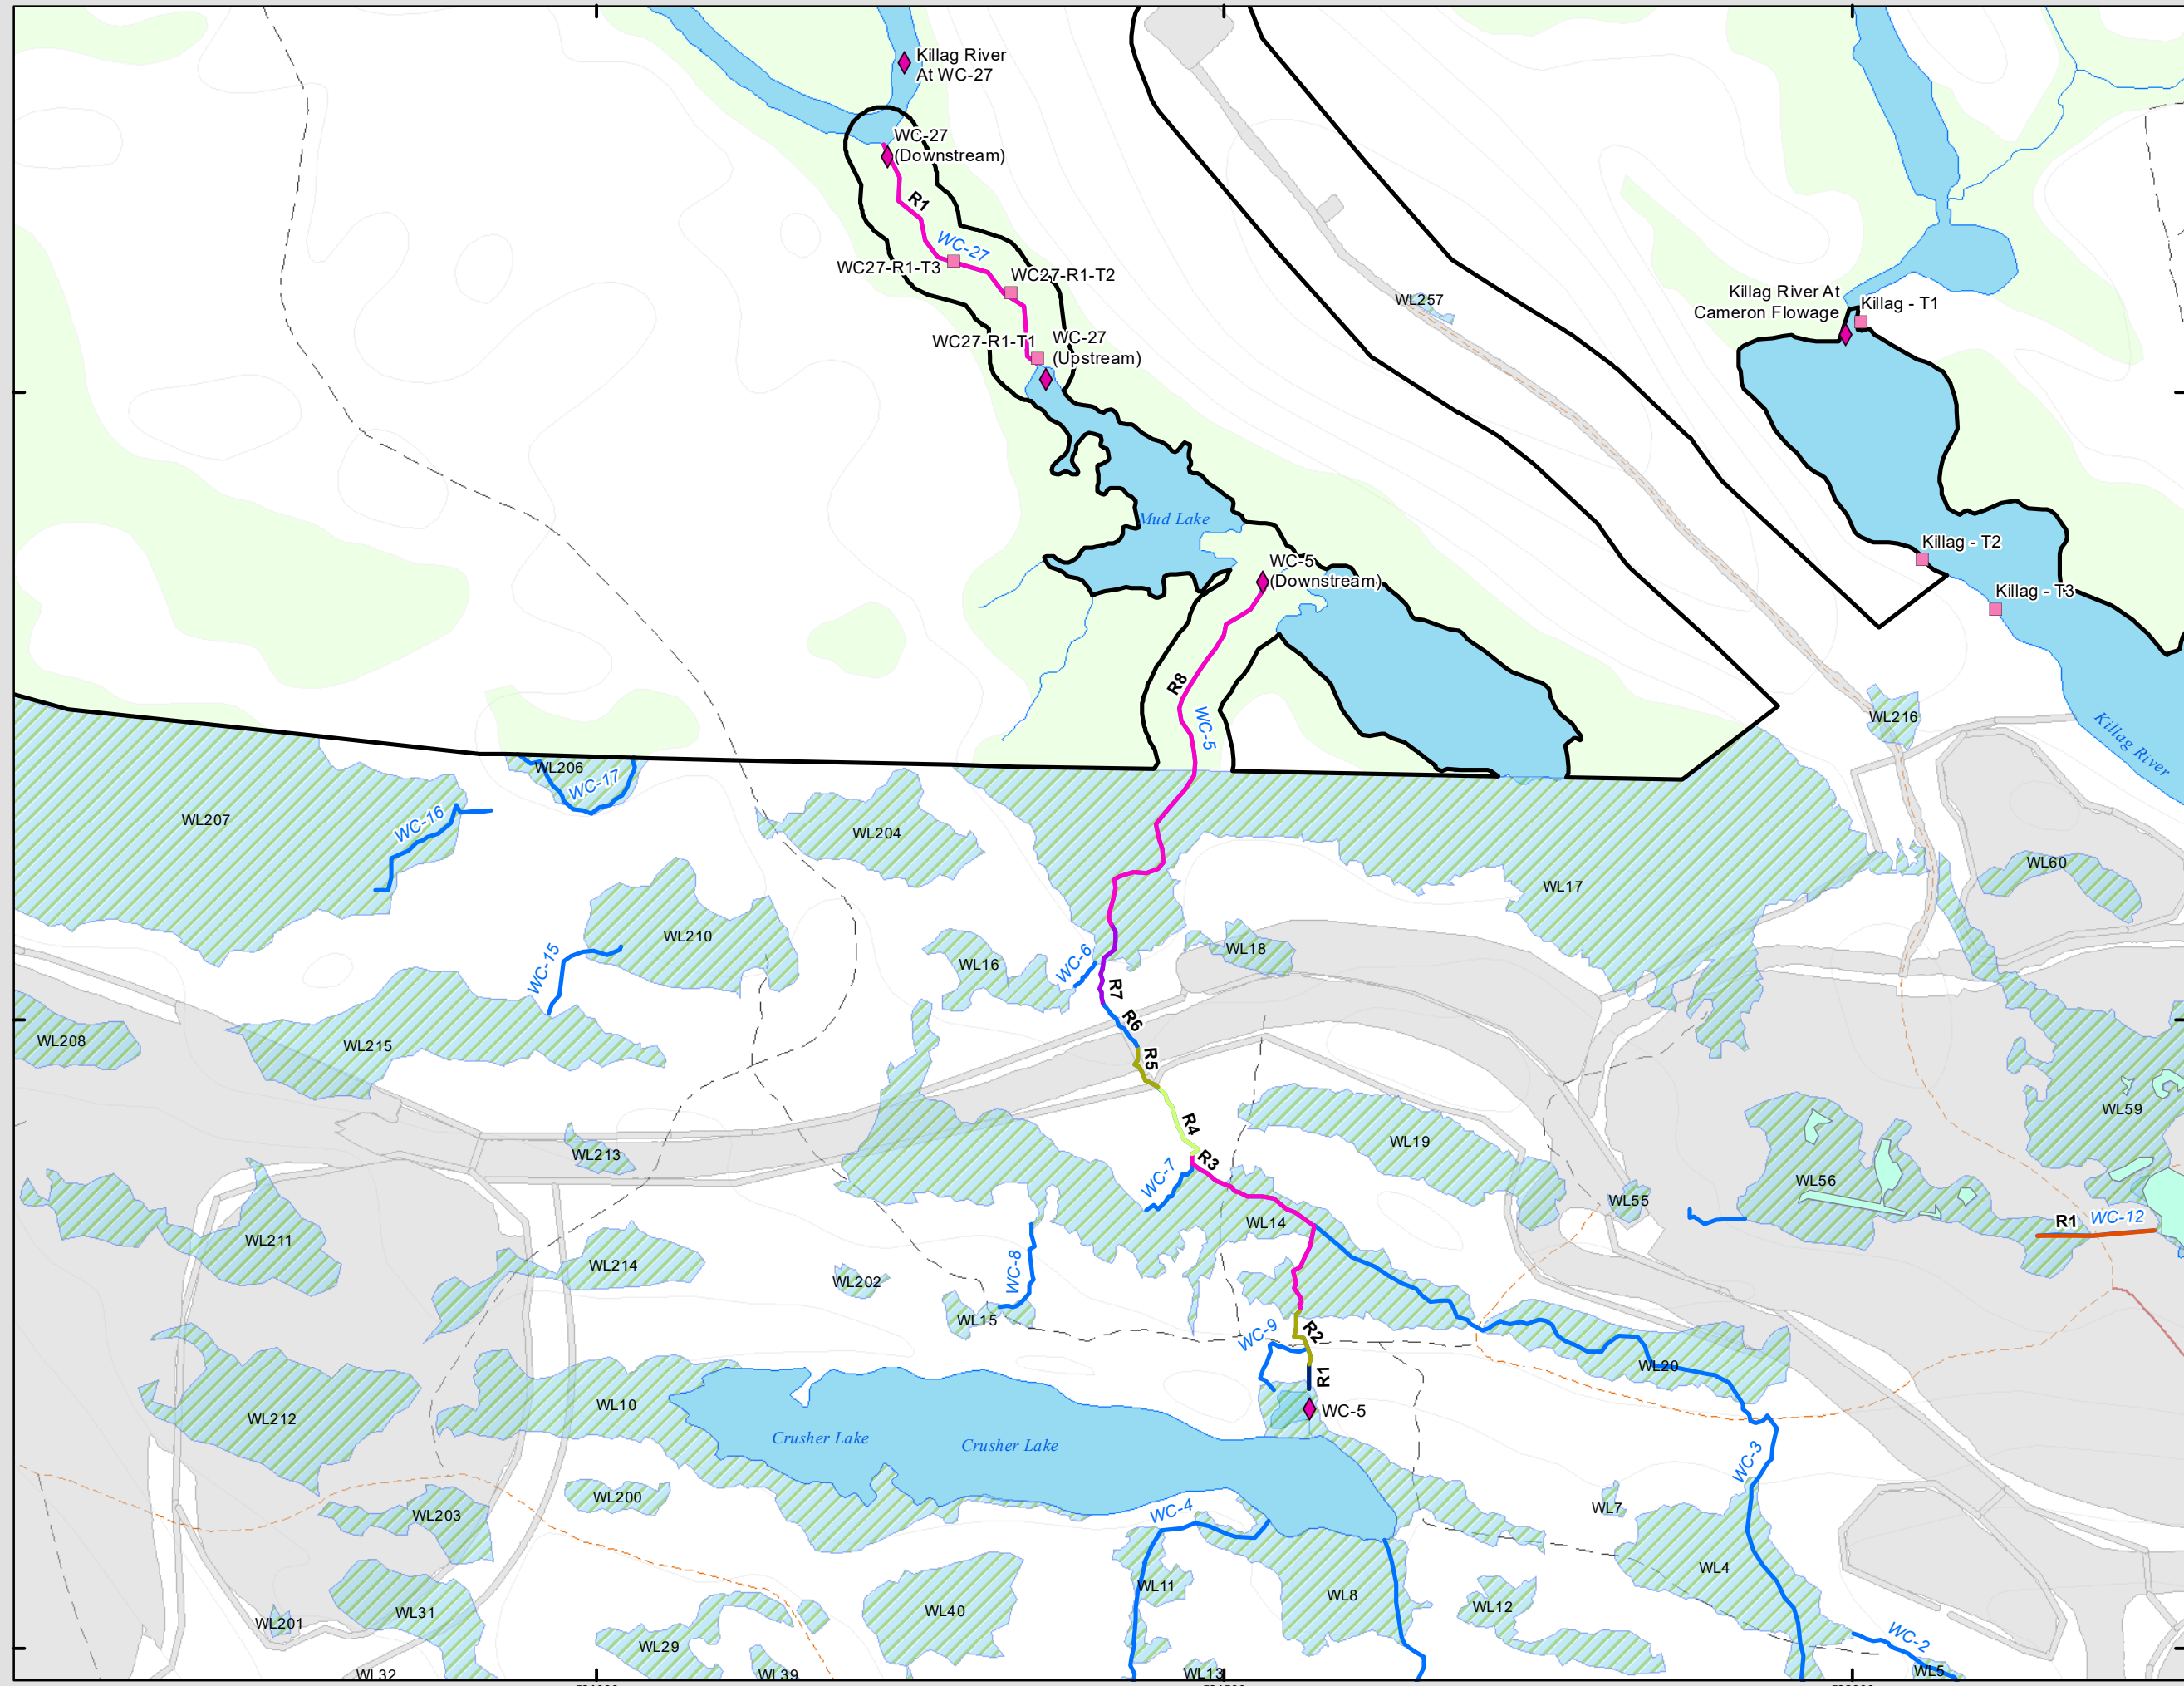 Killag River
At WC-27
WC-27
(Downstream)
R1
WC-27
WC27-R1-T3
WC27-R1-T2
WC27-R1-T1
WC-27
(Upstream)
WL257
Killag River At
Cameron Flowage
Killag - T1
Mud Lake
WC-5
(Downstream)
Killag - T2
Killag - T3
R8
WC-5
WL216
Killag River
WL206
WC-17
WC-16
WL207
WL204
WL60
WL17
WL210
WC-15
WL16
WC-6
WL18
R7
R6
WL208
WL215
R5
WL59
R4
WL19
WL213
R3
WC-7
WL56
WL55
WL14
R1
WC-12
WL211
WL214
WC-8
WL202
WL15
WC-9
R2
WL20
R1
WL10
WC-5
WL212
Crusher Lake
Crusher Lake
WC-3
WL200
WL203
WC-4
WL7
WL4
WL11
WL8
WL12
WL31
WL40
WL201
WC-2
WL29
WL32
WL39
WL13
WL5